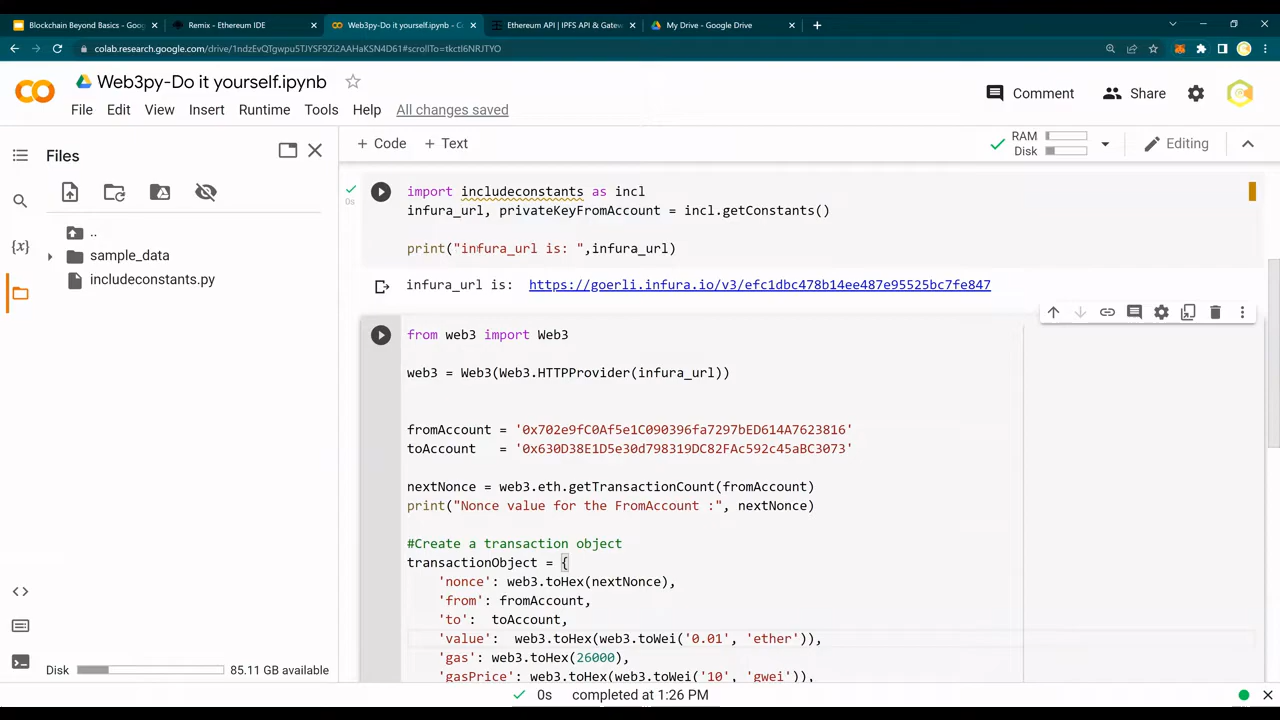 Blockchain Beyond Basics - Goog
Remix - Ethereum IDE
Web3py-Do it yourself.ipynb - C
Ethereum API | IPFS API & Gatew
My Drive - Google Drive
colab.research.google.com/drive/1ndzEvQTgwpu5TJYSF9Zi2AAHaKSN4D61#scrollTo=tkctl6NRJTYO
Web3py-Do it yourself.ipynb
File Edit View Insert Runtime Tools Help All changes saved
Comment Share
Files
+ Code + Text
RAM
Disk
Editing
..
sample_data
includeconstants.py
import includeconstants as incl
infura_url, privateKeyFromAccount = incl.getConstants()
print("infura_url is: ",infura_url)
0s
infura_url is: https://goerli.infura.io/v3/efc1dbc478b14ee487e95525bc7fe847
from web3 import Web3
web3 = Web3(Web3.HTTPProvider(infura_url))
fromAccount = '0x702e9fC0Af5e1C090396fa7297bED614A7623816'
toAccount = '0x630D38E1D5e30d798319DC82FAc592c45aBC3073'
nextNonce = web3.eth.getTransactionCount(fromAccount)
print("Nonce value for the FromAccount :", nextNonce)
#Create a transaction object
transactionObject = {
'nonce': web3.toHex(nextNonce),
'from': fromAccount,
'to': toAccount,
'value': web3.toHex(web3.toWei('0.01', 'ether')),
'gas': web3.toHex(26000),
'gasPrice': web3.toHex(web3.toWei('10', 'gwei')),
Disk 85.11 GB available
0s completed at 1:26 PM